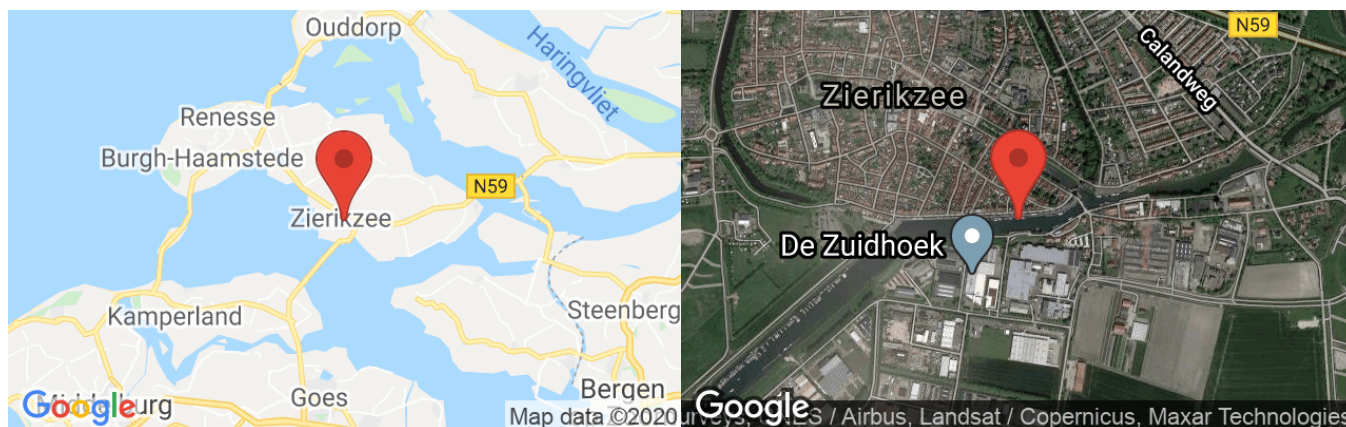 Ouddorp
Haringvliet
Renesse
Burgh-Haamstede
N59
Zierikzee
Kamperland
Steenberg
Goes
Bergen
Google
Map data ©2020
N59
Calandweg
Zierikzee
De Zuidhoek
Google
/ Airbus, Landsat / Copernicus, Maxar Technologies